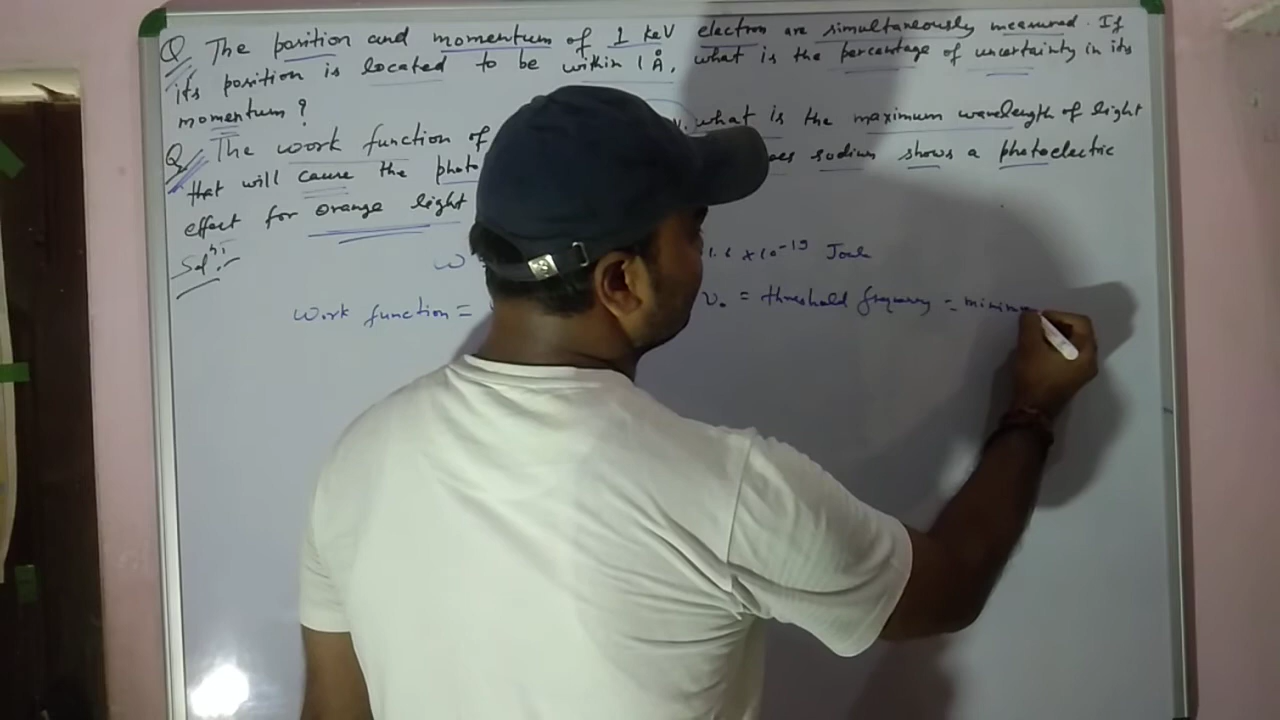 Q. The position and momentum of 1 keV electron are simultaneously measured. If
its position is located to be within 1 Å, what is the percentage of uncertainty in its
momentum ?
Q. The work function of what is the maximum wavelength of light
that will cause the photo sodium shows a photoelectric
effect for orange light
Solⁿ:-
ω 1.6 × 10⁻¹⁹ Joule
Work function = ν₀ = threshold frequency = minimum